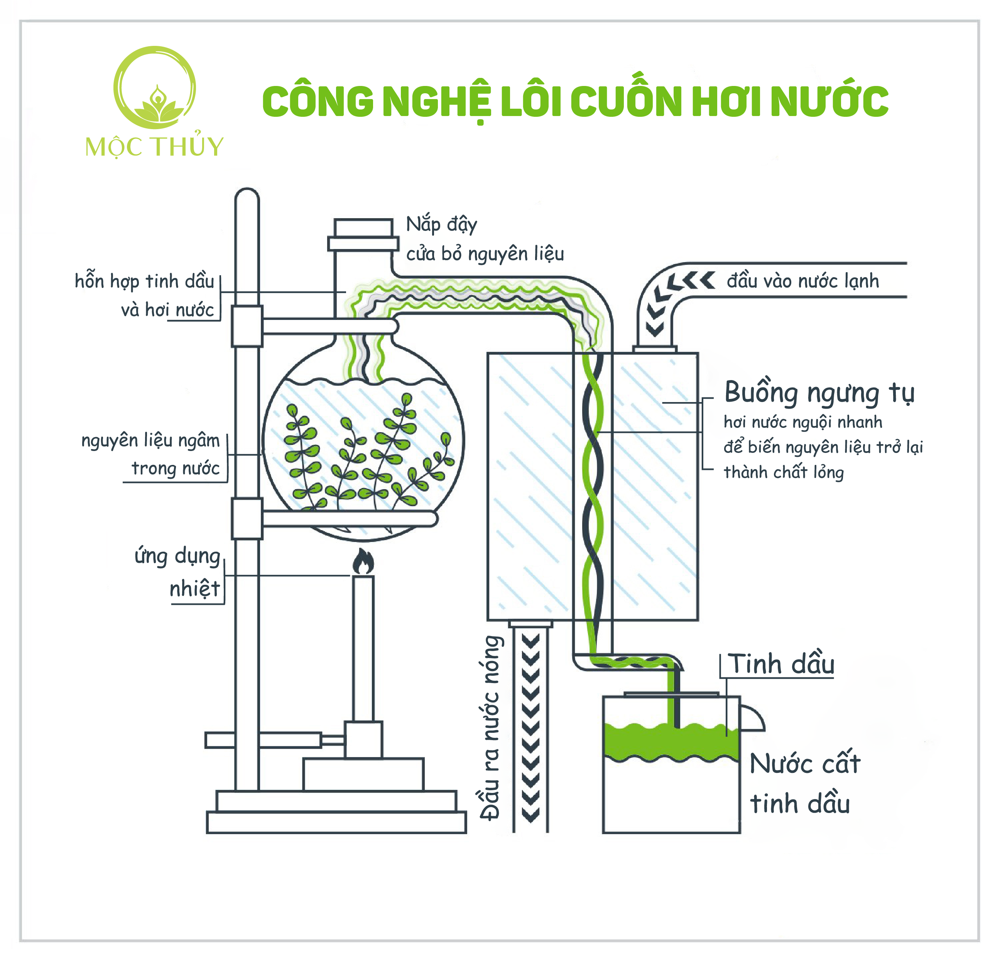 MỘC THỦY
CÔNG NGHỆ LÔI CUỐN HƠI NƯỚC
Nắp đậy
cửa bỏ nguyên liệu
hỗn hợp tinh dầu
và hơi nước
đầu vào nước lạnh
Buồng ngưng tụ
hơi nước nguội nhanh
để biến nguyên liệu trở lại
thành chất lỏng
nguyên liệu ngâm
trong nước
ứng dụng
nhiệt
Đầu ra nước nóng
Tinh dầu
Nước cất
tinh dầu